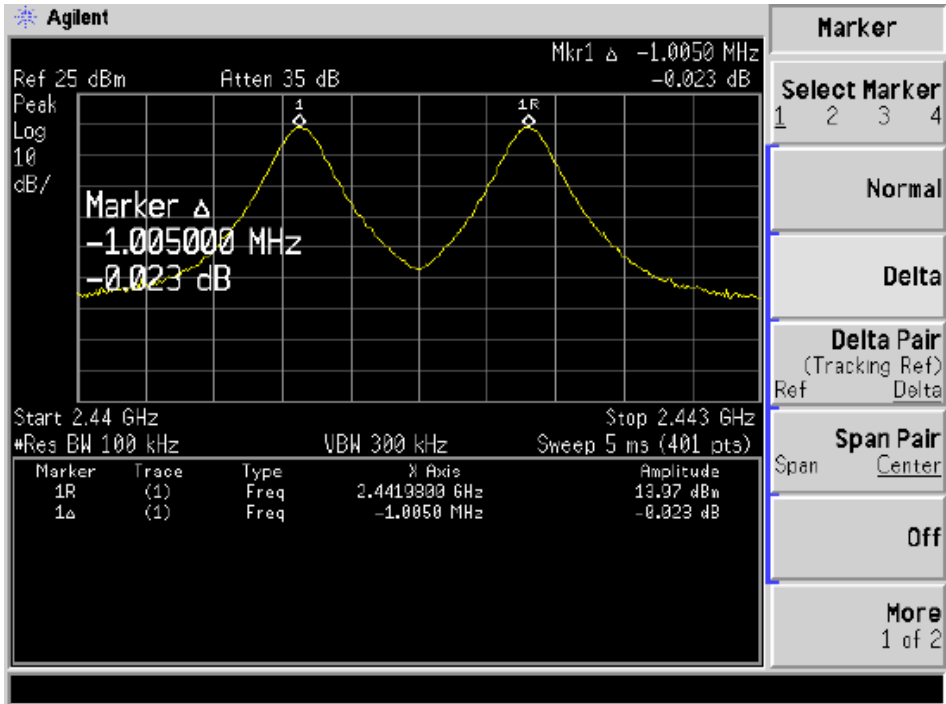 Agilent
Mkr1 Δ -1.0050 MHz
Ref 25 dBm Atten 35 dB -0.023 dB
Peak
Log
10
dB/
1
1R
Marker Δ
-1.005000 MHz
-0.023 dB
Start 2.44 GHz Stop 2.443 GHz
#Res BW 100 kHz VBW 300 kHz Sweep 5 ms (401 pts)
Marker Trace Type X Axis Amplitude
1R (1) Freq 2.4419800 GHz 13.97 dBm
1Δ (1) Freq -1.0050 MHz -0.023 dB
Marker
Select Marker
1 2 3 4
Normal
Delta
Delta Pair
(Tracking Ref)
Ref Delta
Span Pair
Span Center
Off
More
1 of 2